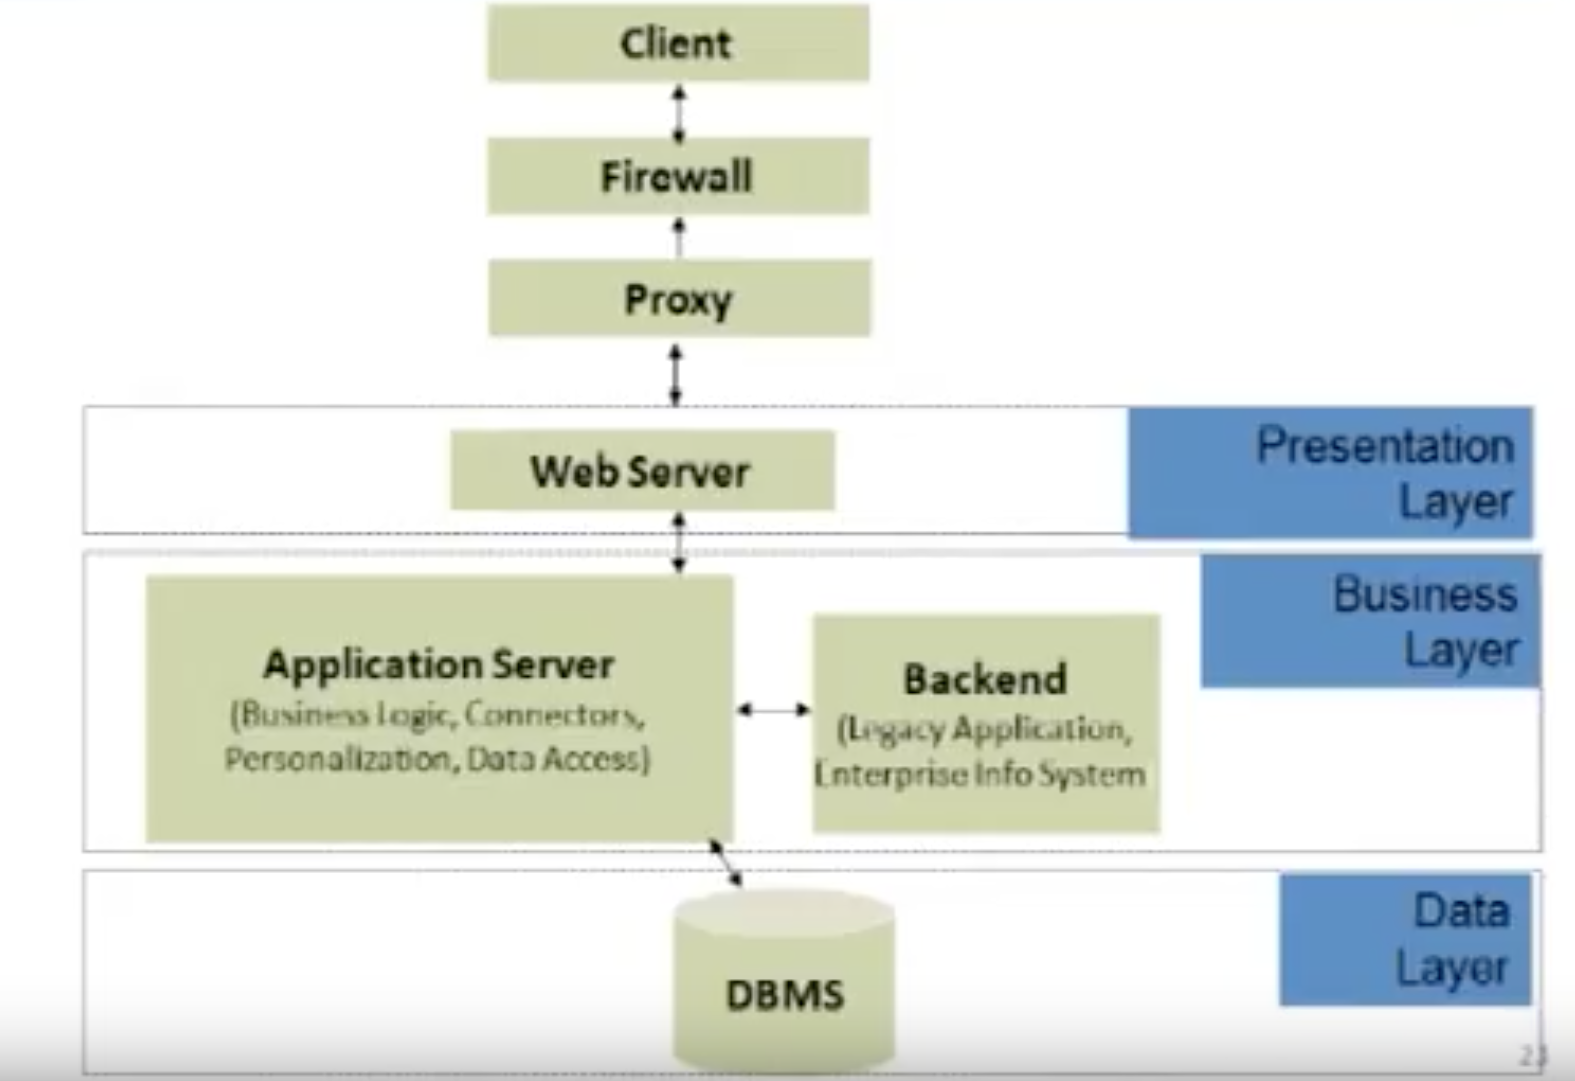 Client
Firewall
Proxy
Web Server
Presentation
Layer
Application Server
(Business Logic, Connectors,
Personalization, Data Access)
Backend
(Legacy Application,
Enterprise Info System
Business
Layer
DBMS
Data
Layer